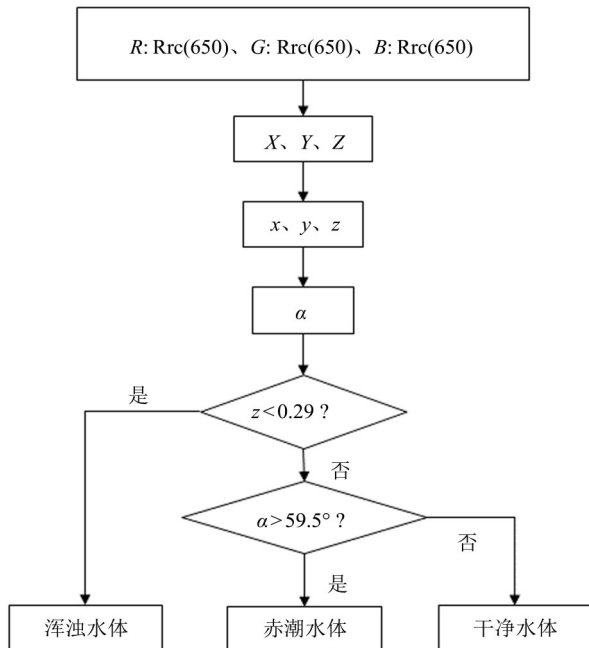 R: Rrc(650)、G: Rrc(650)、B: Rrc(650)
X、Y、Z
x、y、z
α
是
z<0.29？
否
α>59.5°？
否
是
浑浊水体
赤潮水体
干净水体